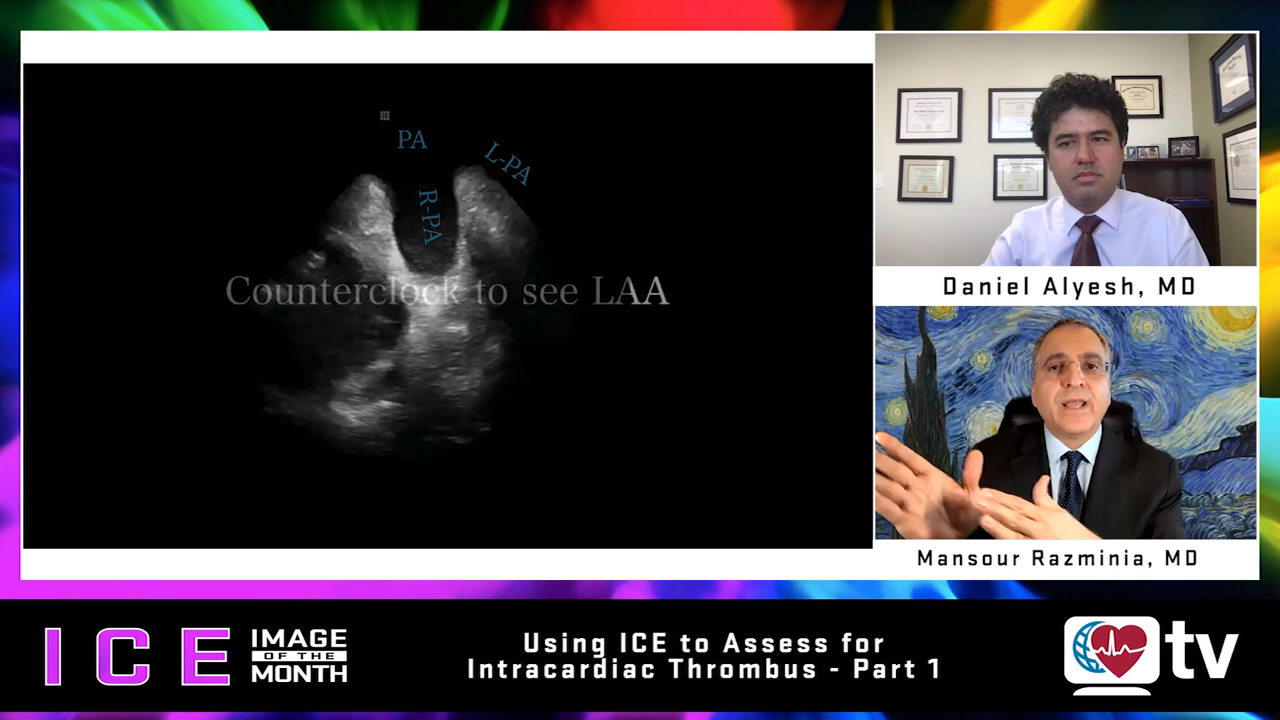 PA
L-PA
R-PA
Counterclock to see LAA
Daniel Alyesh, MD
Mansour Razminia, MD
ICE
IMAGE
OF THE
MONTH
Using ICE to Assess for
Intracardiac Thrombus - Part 1
tv